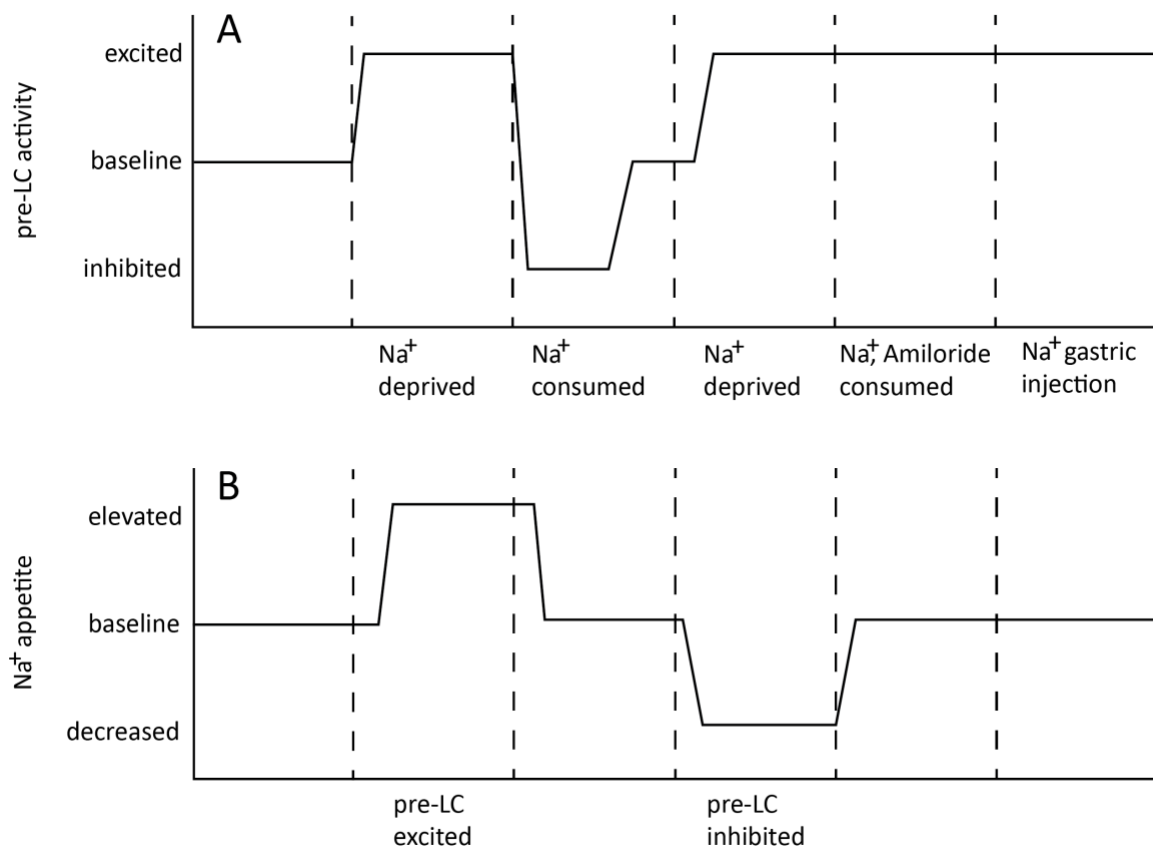 A
pre-LC activity
excited
baseline
inhibited
Na+
deprived
Na+
consumed
Na+
deprived
Na+, Amiloride
consumed
Na+ gastric
injection
B
Na+ appetite
elevated
baseline
decreased
pre-LC
excited
pre-LC
inhibited